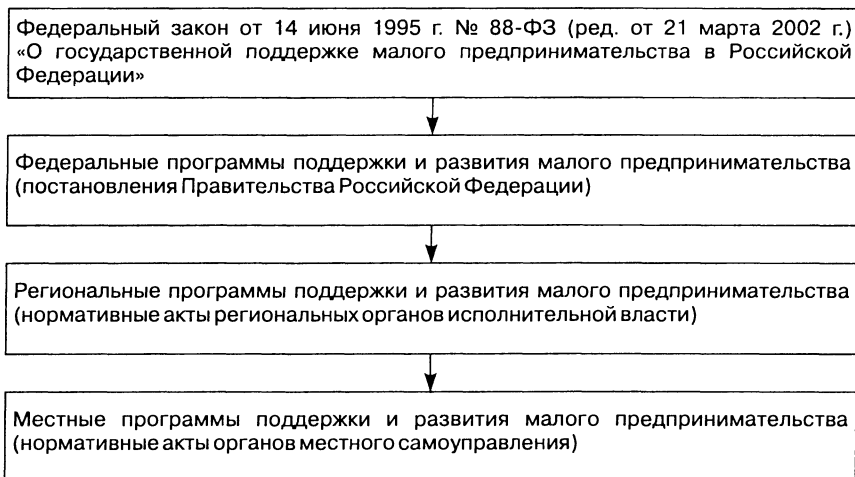 Федеральный закон от 14 июня 1995 г. № 88-ФЗ (ред. от 21 марта 2002 г.)
«О государственной поддержке малого предпринимательства в Российской
Федерации»
Федеральные программы поддержки и развития малого предпринимательства
(постановления Правительства Российской Федерации)
Региональные программы поддержки и развития малого предпринимательства
(нормативные акты региональных органов исполнительной власти)
Местные программы поддержки и развития малого предпринимательства
(нормативные акты органов местного самоуправления)